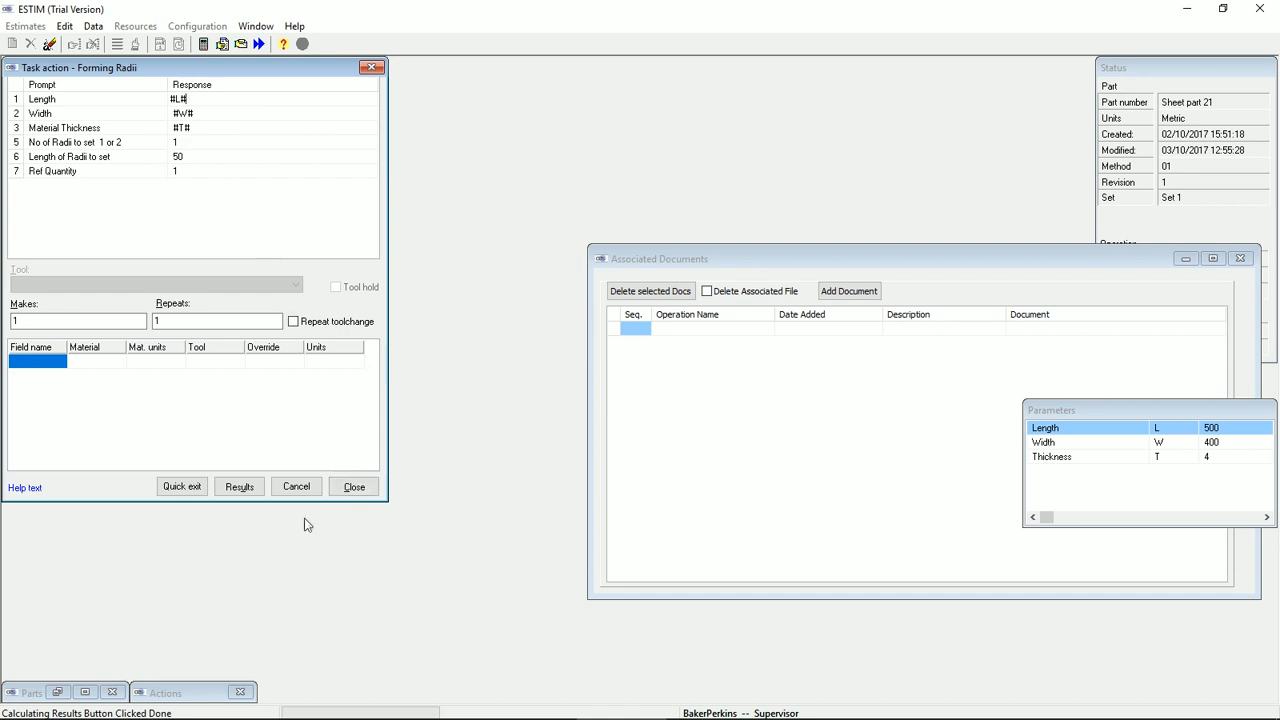 ESTIM (Trial Version)
Estimates Edit Data Resources Configuration Window Help
Task action - Forming Radii
Prompt Response
1 Length #L#
2 Width #W#
3 Material Thickness #T#
5 No of Radii to set 1 or 2 1
6 Length of Radii to set 50
7 Ref Quantity 1
Tool:
Tool hold
Makes: Repeats:
1 1 Repeat toolchange
Field name Material Mat. units Tool Override Units
Help text Quick exit Results Cancel Close
Status
Part
Part number Sheet part 21
Units Metric
Created: 02/10/2017 15:51:18
Modified: 03/10/2017 12:55:28
Method 01
Revision 1
Set Set 1
Operation
Associated Documents
Delete selected Docs Delete Associated File Add Document
Seq. Operation Name Date Added Description Document
Parameters
Length L 500
Width W 400
Thickness T 4
Parts Actions
Calculating Results Button Clicked Done BakerPerkins -- Supervisor